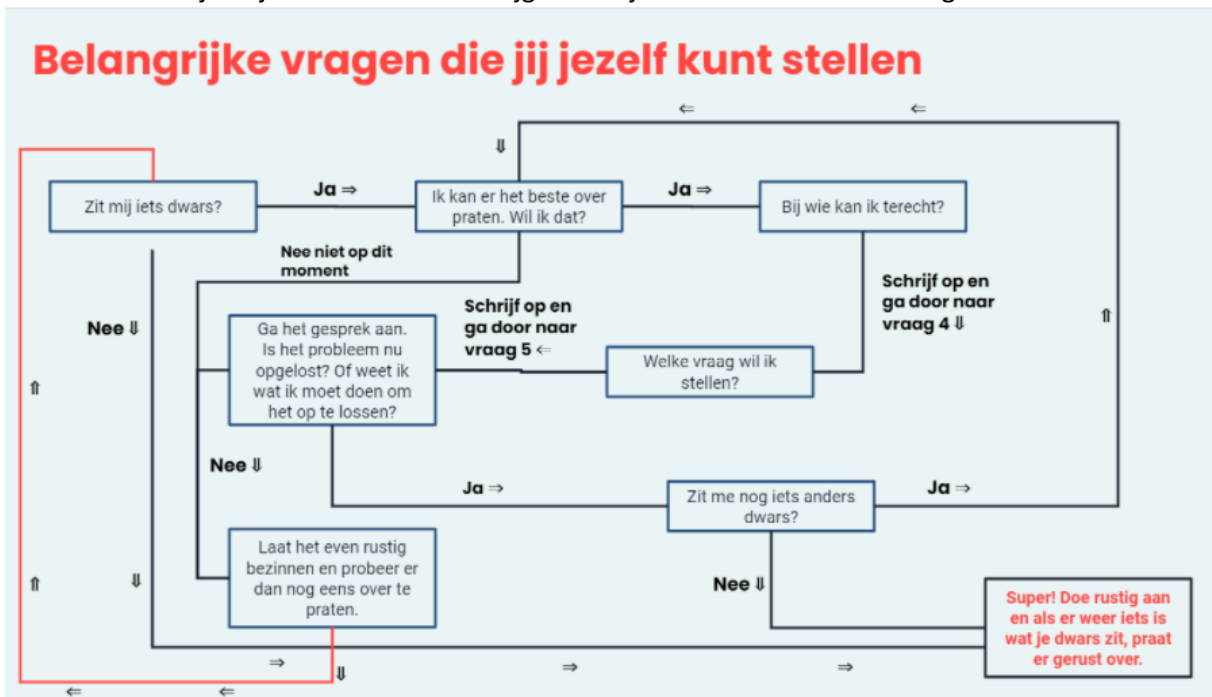 Belangrijke vragen die jij jezelf kunt stellen
⇐ ⇐
⇓
Zit mij iets dwars?
Ja ⇒
Ik kan er het beste over
praten. Wil ik dat?
Ja ⇒
Bij wie kan ik terecht?
Nee niet op dit
moment
Schrijf op en
ga door naar
vraag 4 ⇓
Nee ⇓
Ga het gesprek aan.
Is het probleem nu
opgelost? Of weet ik
wat ik moet doen om
het op te lossen?
Schrijf op en
ga door naar
vraag 5 ⇐
Welke vraag wil ik
stellen?
⇑
⇑
Nee ⇓
Ja ⇒
Zit me nog iets anders
dwars?
Ja ⇒
Laat het even rustig
bezinnen en probeer er
dan nog eens over te
praten.
⇑
⇓
Nee ⇓
Super! Doe rustig aan
en als er weer iets is
wat je dwars zit, praat
er gerust over.
⇒ ⇓ ⇒ ⇒
⇐ ⇐